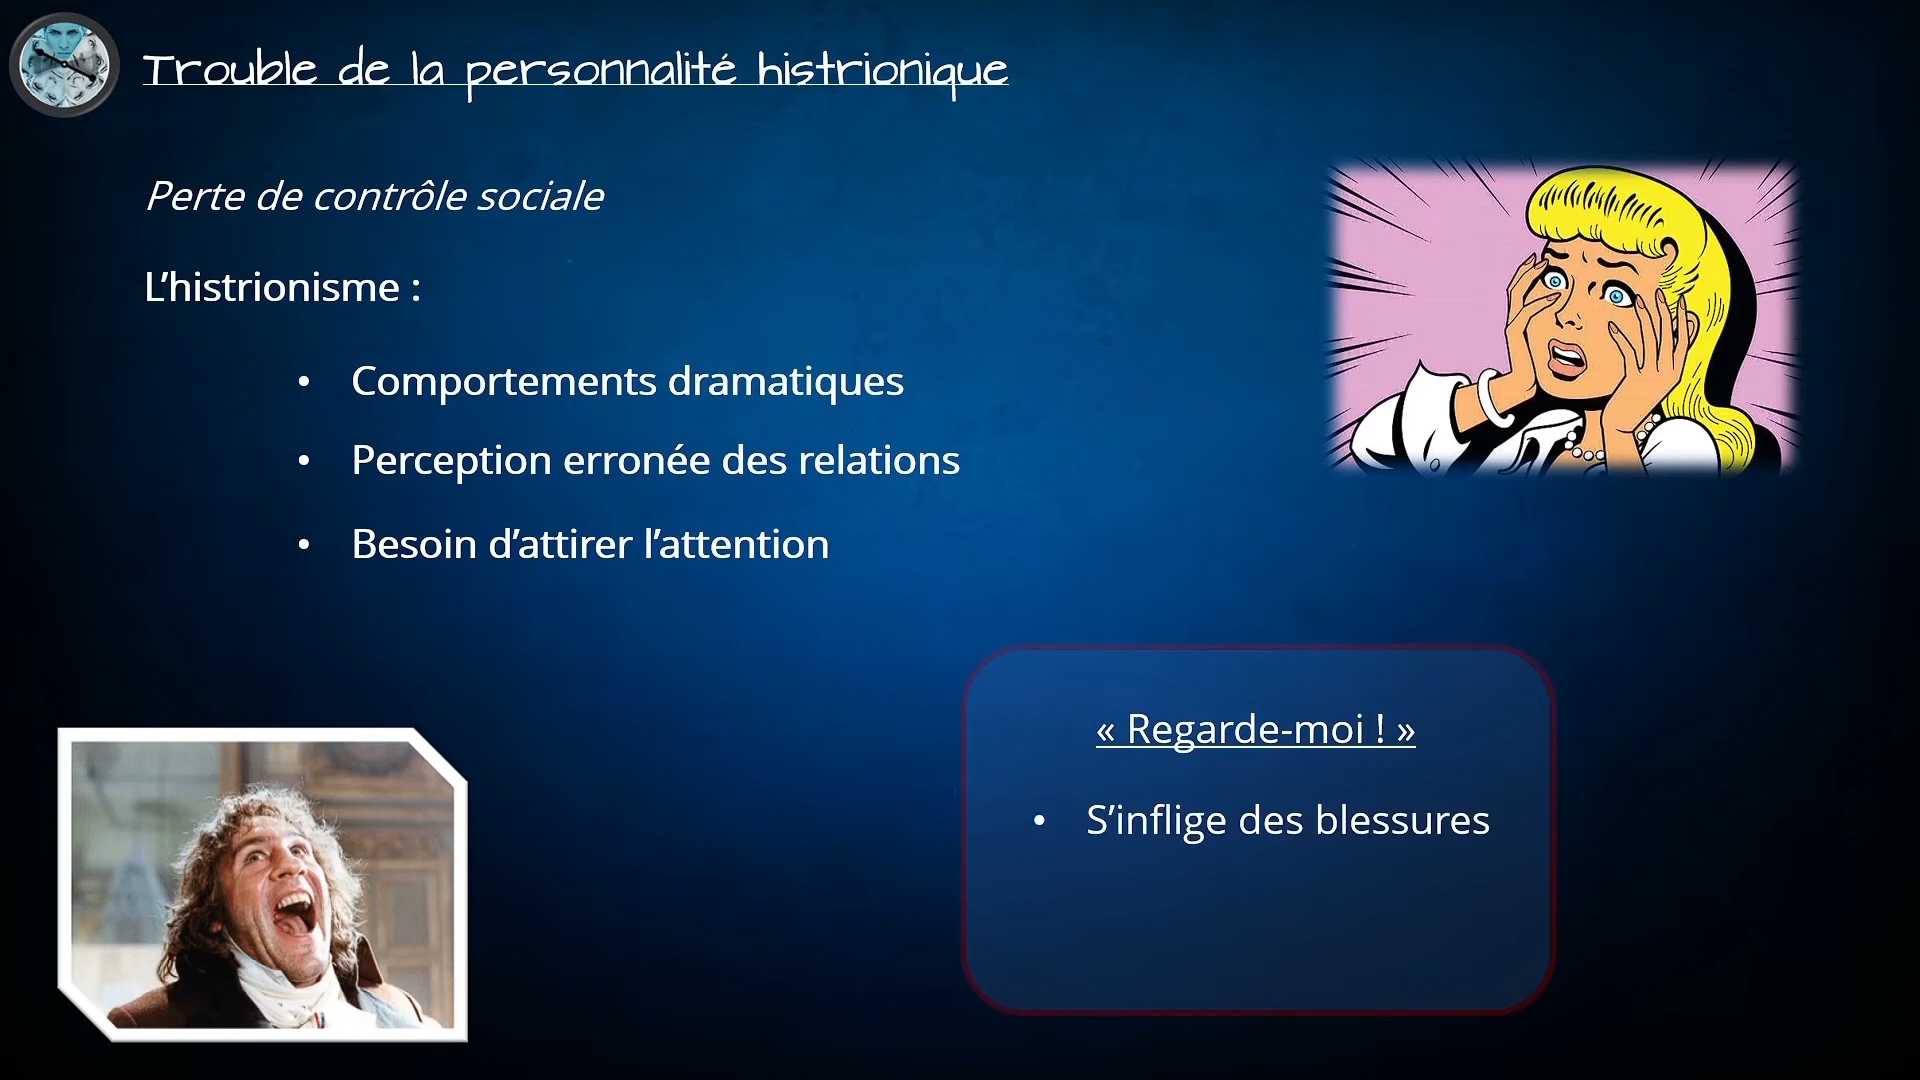 Trouble de la personnalité histrionique
Perte de contrôle sociale
L’histrionisme :
• Comportements dramatiques
• Perception erronée des relations
• Besoin d’attirer l’attention
« Regarde-moi ! »
• S’inflige des blessures